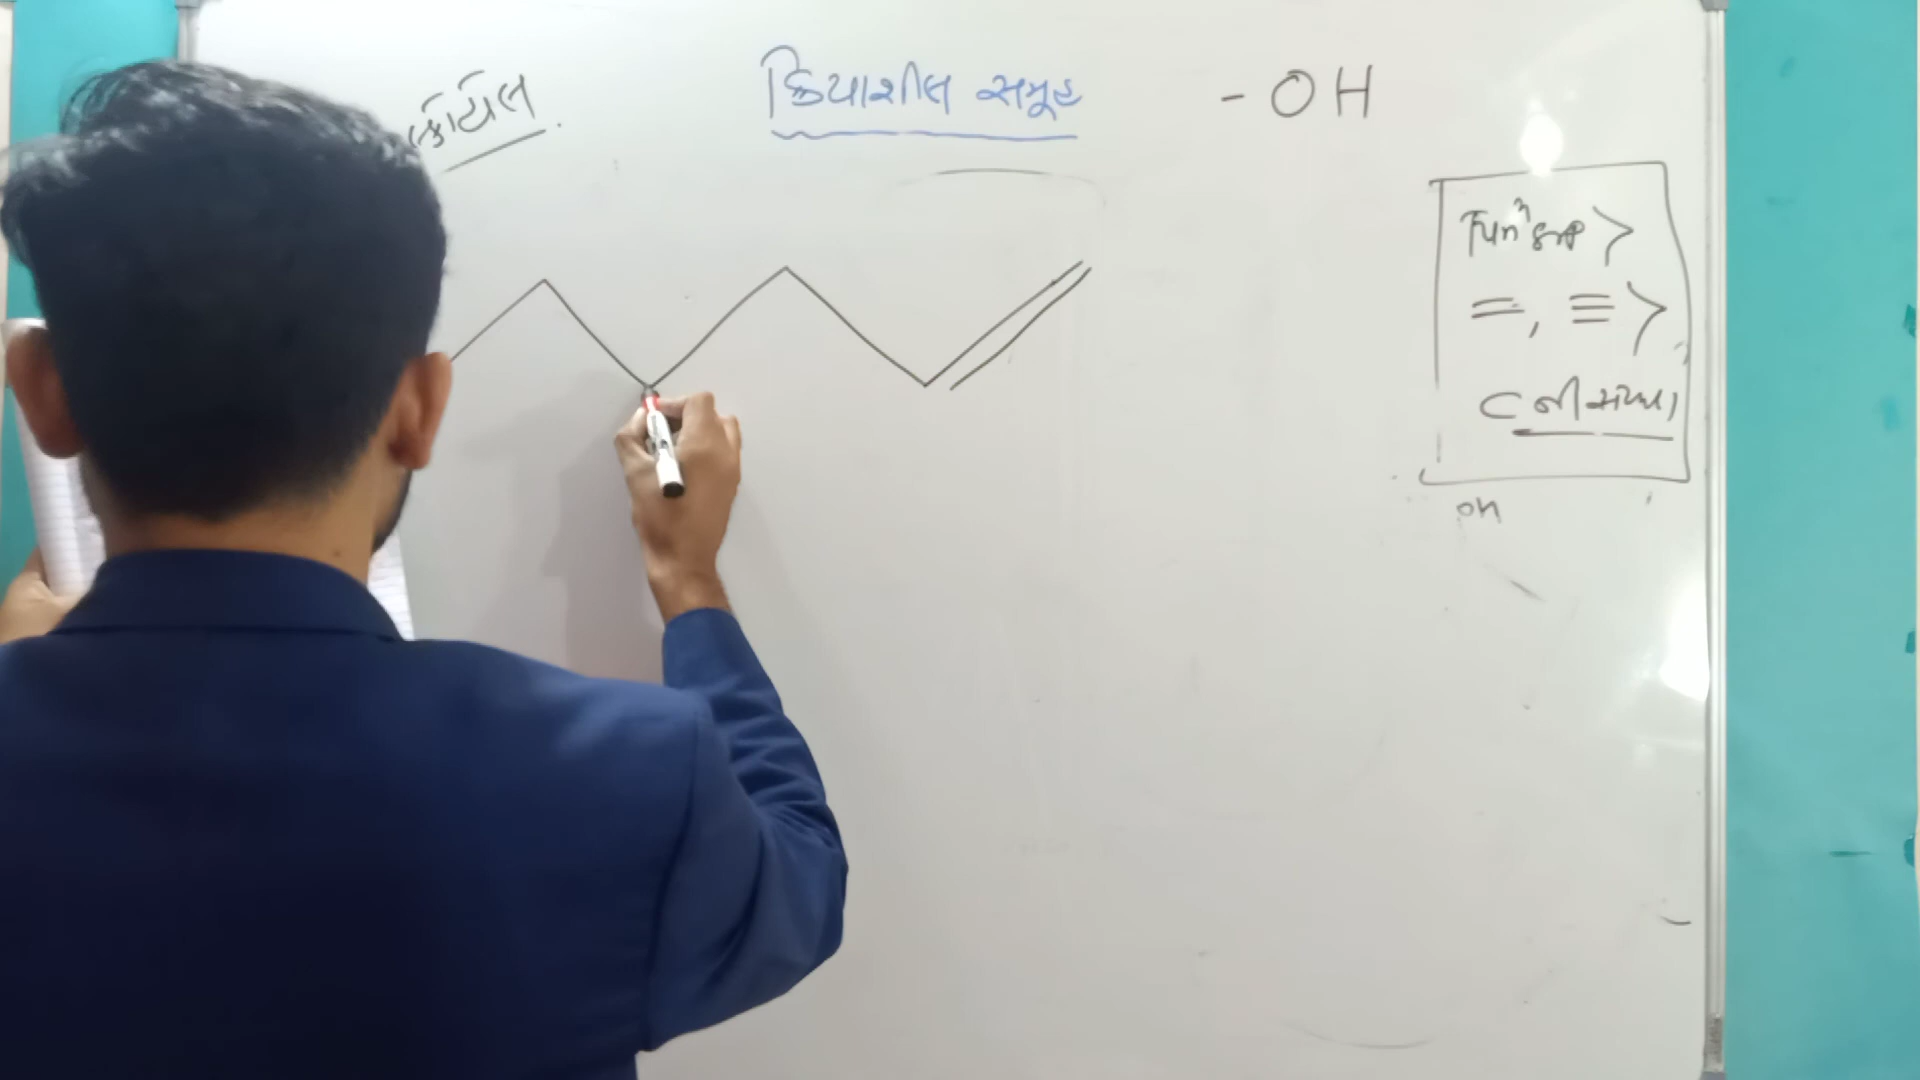 ક્રિયાશીલ સમૂહ
- OH
Funⁿ grp >
=, ≡ >
C ની સંખ્યા
OH